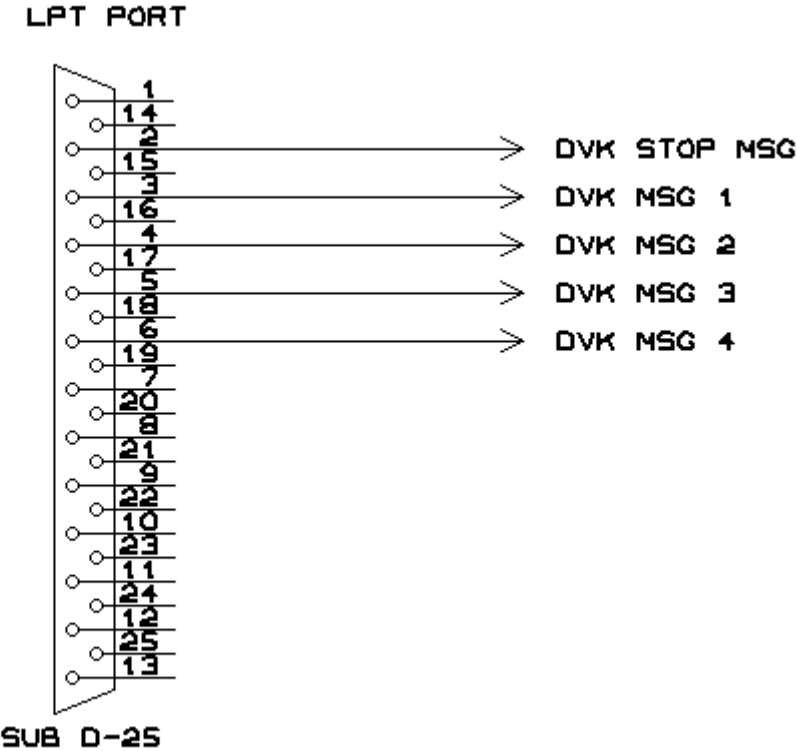 LPT PORT
1
14
2 DVK STOP MSG
15
3 DVK MSG 1
16
4 DVK MSG 2
17
5 DVK MSG 3
18
6 DVK MSG 4
19
7
20
8
21
9
22
10
23
11
24
12
25
13
SUB D-25